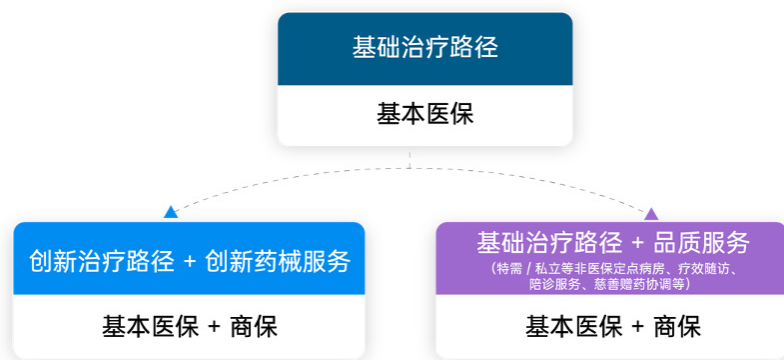 基础治疗路径
基本医保
创新治疗路径 + 创新药械服务
基本医保 + 商保
基础治疗路径 + 品质服务
（特需 / 私立等非医保定点病房、疗效随访、
陪诊服务、慈善赠药协调等）
基本医保 + 商保